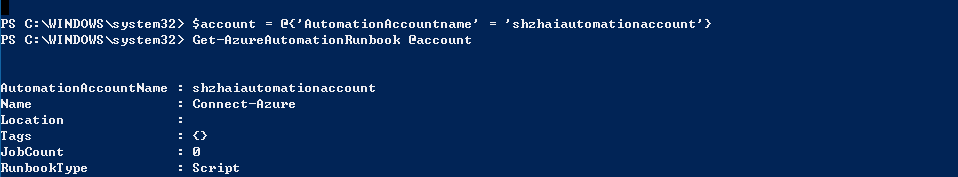 PS C:\WINDOWS\system32> $account = @{’AutomationAccountname’ = ’shzhaiautomationaccount’}
PS C:\WINDOWS\system32> Get-AzureAutomationRunbook @account
AutomationAccountName : shzhaiautomationaccount
Name                  : Connect-Azure
Location              :
Tags                  : {}
JobCount              : 0
RunbookType           : Script